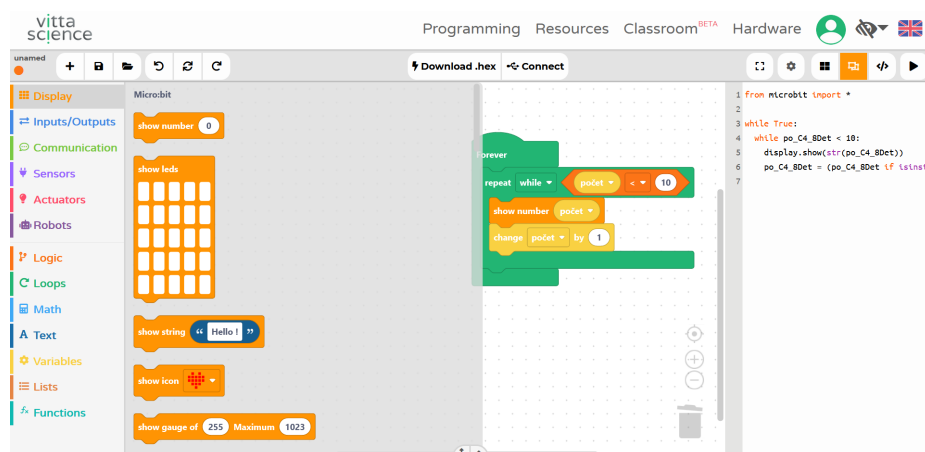 vitta
science
Programming Resources Classroom BETA Hardware
unamed
Download .hex Connect
Display
Inputs/Outputs
Communication
Sensors
Actuators
Robots
Logic
Loops
Math
Text
Variables
Lists
Functions
Micro:bit
show number 0
show leds
show string “ Hello ! ”
show icon
show gauge of 255 Maximum 1023
Forever
repeat while počet < 10
show number počet
change počet by 1
1 from microbit import *
2
3 while True:
4 while po_C4_8Det < 10:
5 display.show(str(po_C4_8Det))
6 po_C4_8Det = (po_C4_8Det if isinst
7